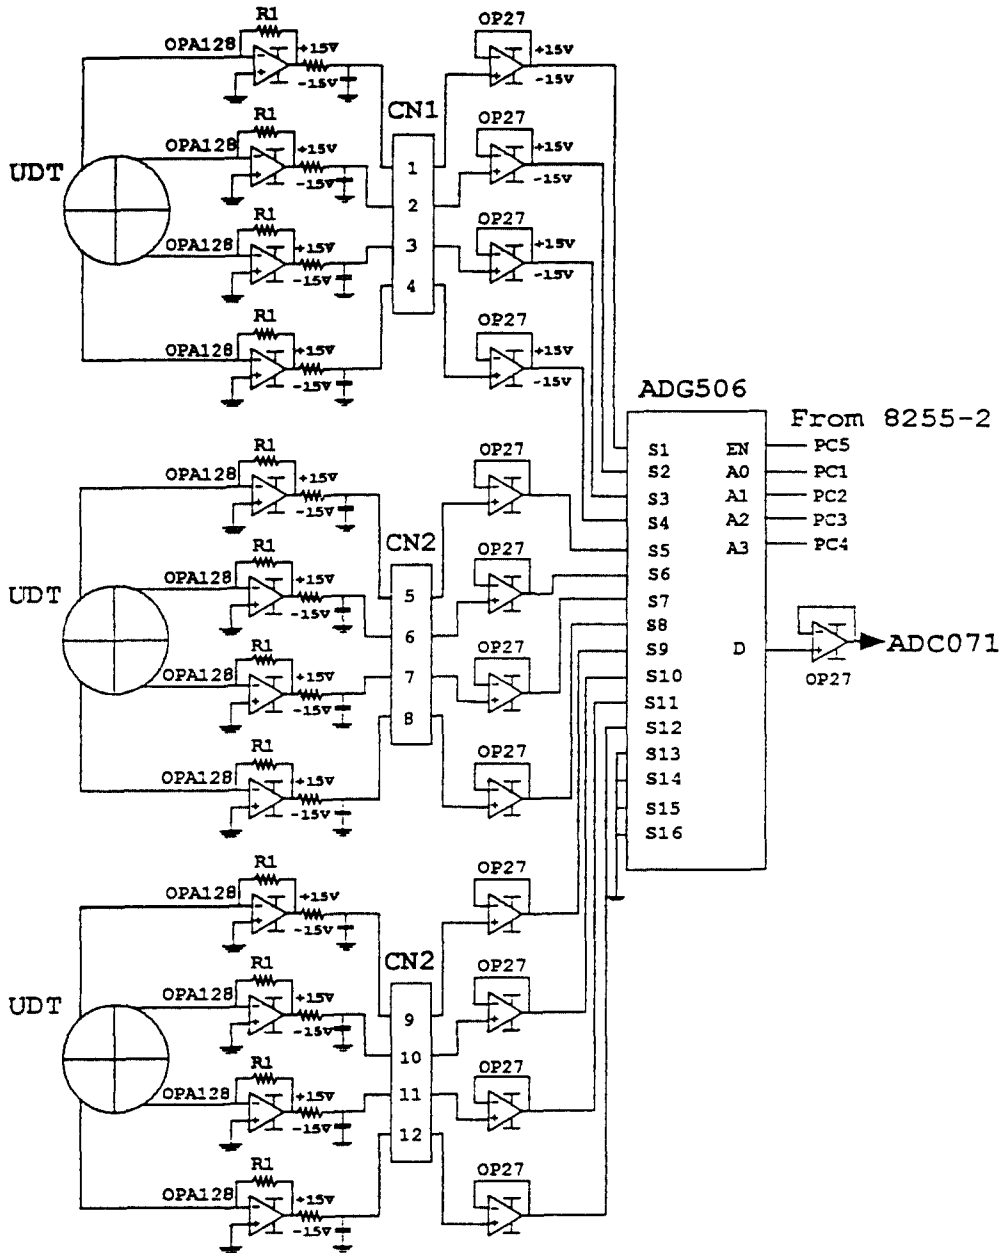 R1
OPA128
+15V
-15V
R1
OPA128
+15V
-15V
R1
OPA128
+15V
-15V
R1
OPA128
+15V
-15V
UDT
CN1
1
2
3
4
OP27
+15V
-15V
OP27
+15V
-15V
OP27
+15V
-15V
OP27
+15V
-15V
R1
OPA128
+15V
-15V
R1
OPA128
+15V
-15V
R1
OPA128
+15V
-15V
R1
OPA128
+15V
-15V
UDT
CN2
5
6
7
8
OP27
OP27
OP27
OP27
R1
OPA128
+15V
-15V
R1
OPA128
+15V
-15V
R1
OPA128
+15V
-15V
R1
OPA128
+15V
-15V
UDT
CN2
9
10
11
12
OP27
OP27
OP27
OP27
ADG506
From 8255-2
S1
S2
S3
S4
S5
S6
S7
S8
S9
S10
S11
S12
S13
S14
S15
S16
EN PC5
A0 PC1
A1 PC2
A2 PC3
A3 PC4
D
OP27
ADC071